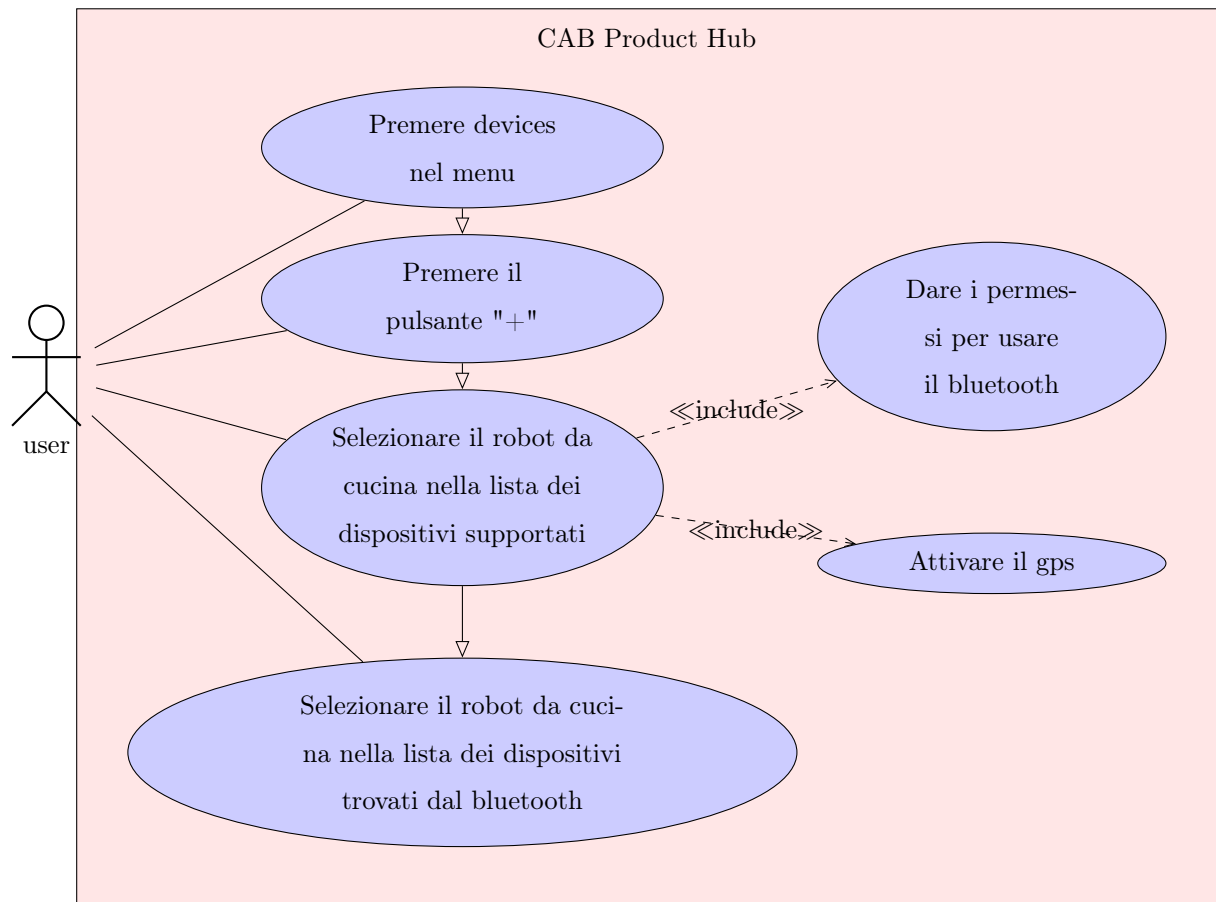 CAB Product Hub
Premere devices
nel menu
Premere il
pulsante "+"
Dare i permes-
si per usare
il bluetooth
≪include≫
user
Selezionare il robot da
cucina nella lista dei
dispositivi supportati
≪include≫
Attivare il gps
Selezionare il robot da cuci-
na nella lista dei dispositivi
trovati dal bluetooth